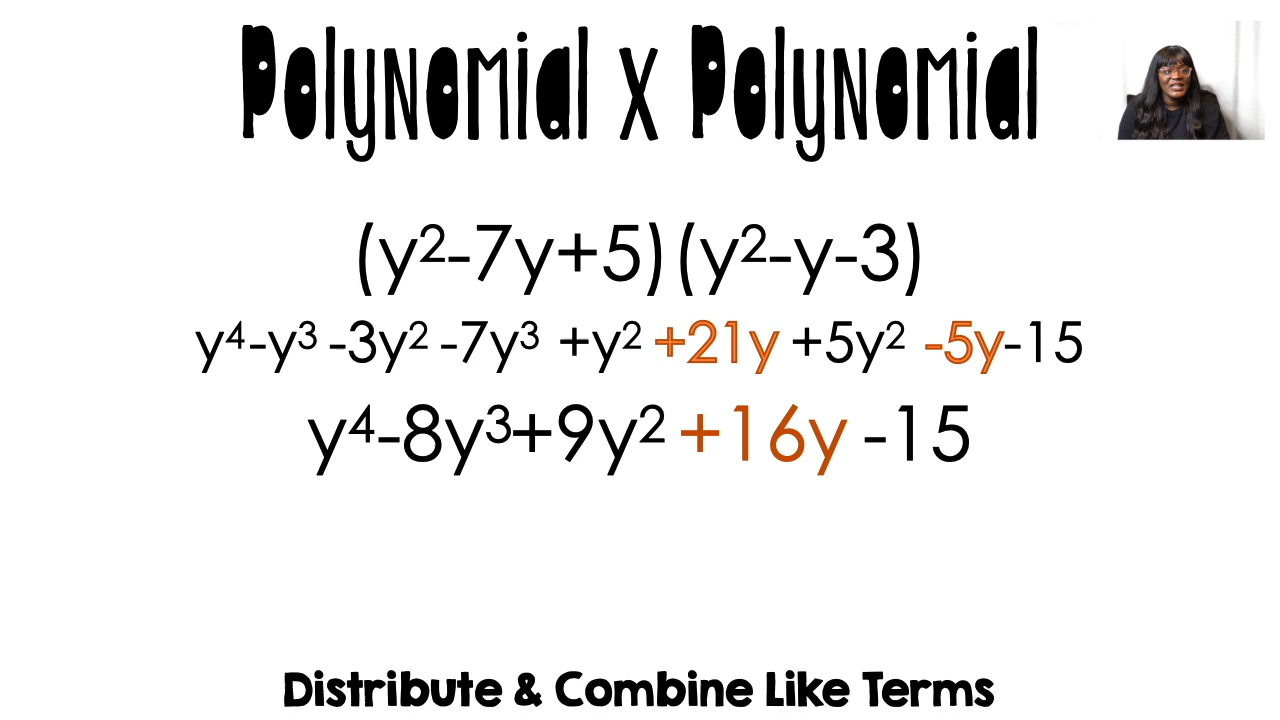 Polynomial x Polynomial
(y²-7y+5)(y²-y-3)
y⁴-y³ -3y² -7y³ +y² +21y +5y² -5y-15
y⁴-8y³+9y² +16y -15
Distribute & Combine Like Terms